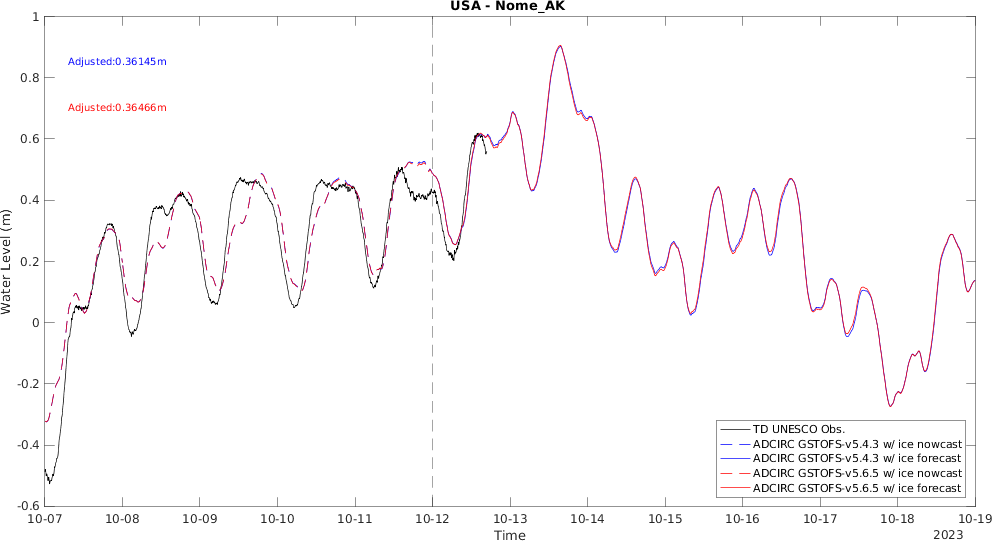 USA - Nome_AK
1
0.8
0.6
0.4
0.2
0
-0.2
-0.4
-0.6
Water Level (m)
Adjusted:0.36145m
Adjusted:0.36466m
TD UNESCO Obs.
ADCIRC GSTOFS-v5.4.3 w/ ice nowcast
ADCIRC GSTOFS-v5.4.3 w/ ice forecast
ADCIRC GSTOFS-v5.6.5 w/ ice nowcast
ADCIRC GSTOFS-v5.6.5 w/ ice forecast
10-07 10-08 10-09 10-10 10-11 10-12 10-13 10-14 10-15 10-16 10-17 10-18 10-19
Time
2023